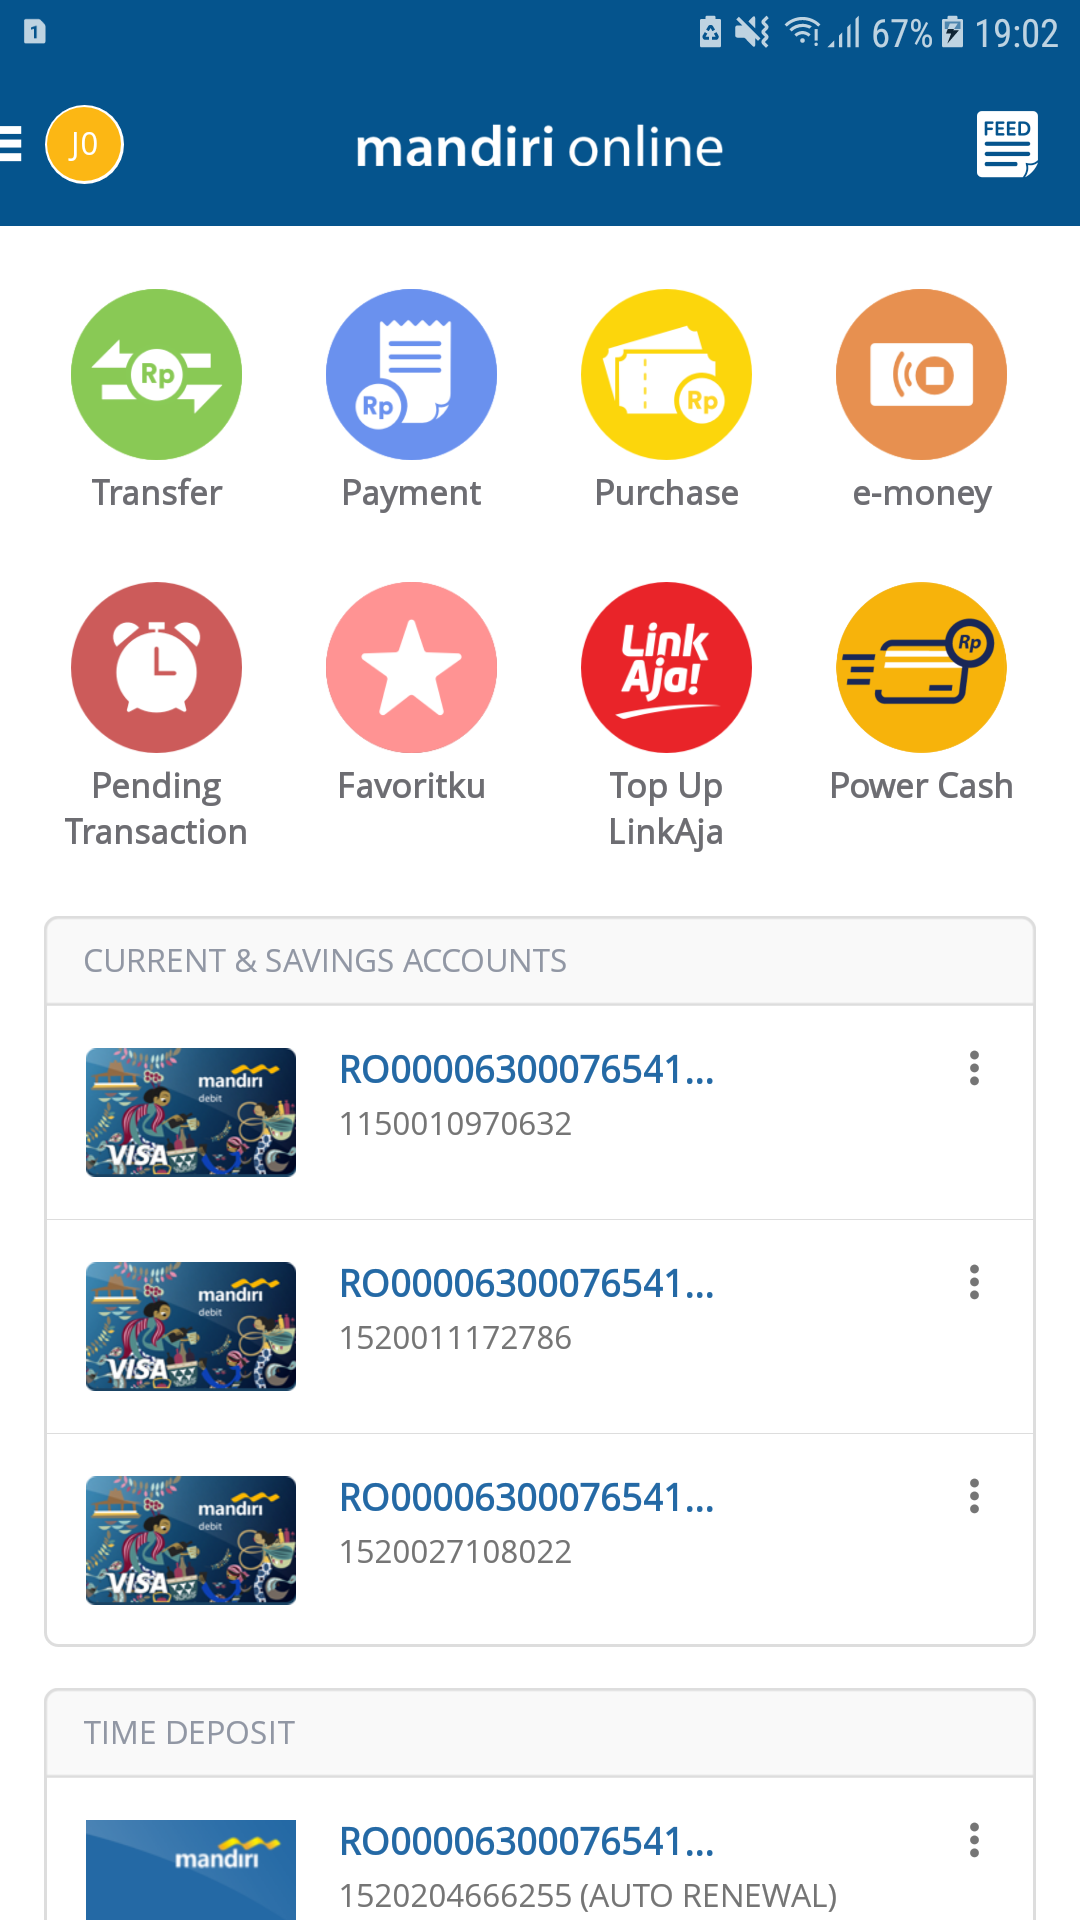 1 67% 19:02
J0 mandiri online FEED
Rp Rp Rp
Transfer Payment Purchase e-money
Link Aja! Rp
Pending Transaction Favoritku Top Up LinkAja Power Cash
CURRENT & SAVINGS ACCOUNTS
mandiri
debit
VISA
RO00006300076541...
1150010970632
mandiri
debit
VISA
RO00006300076541...
1520011172786
mandiri
debit
VISA
RO00006300076541...
1520027108022
TIME DEPOSIT
mandiri
RO00006300076541...
1520204666255 (AUTO RENEWAL)